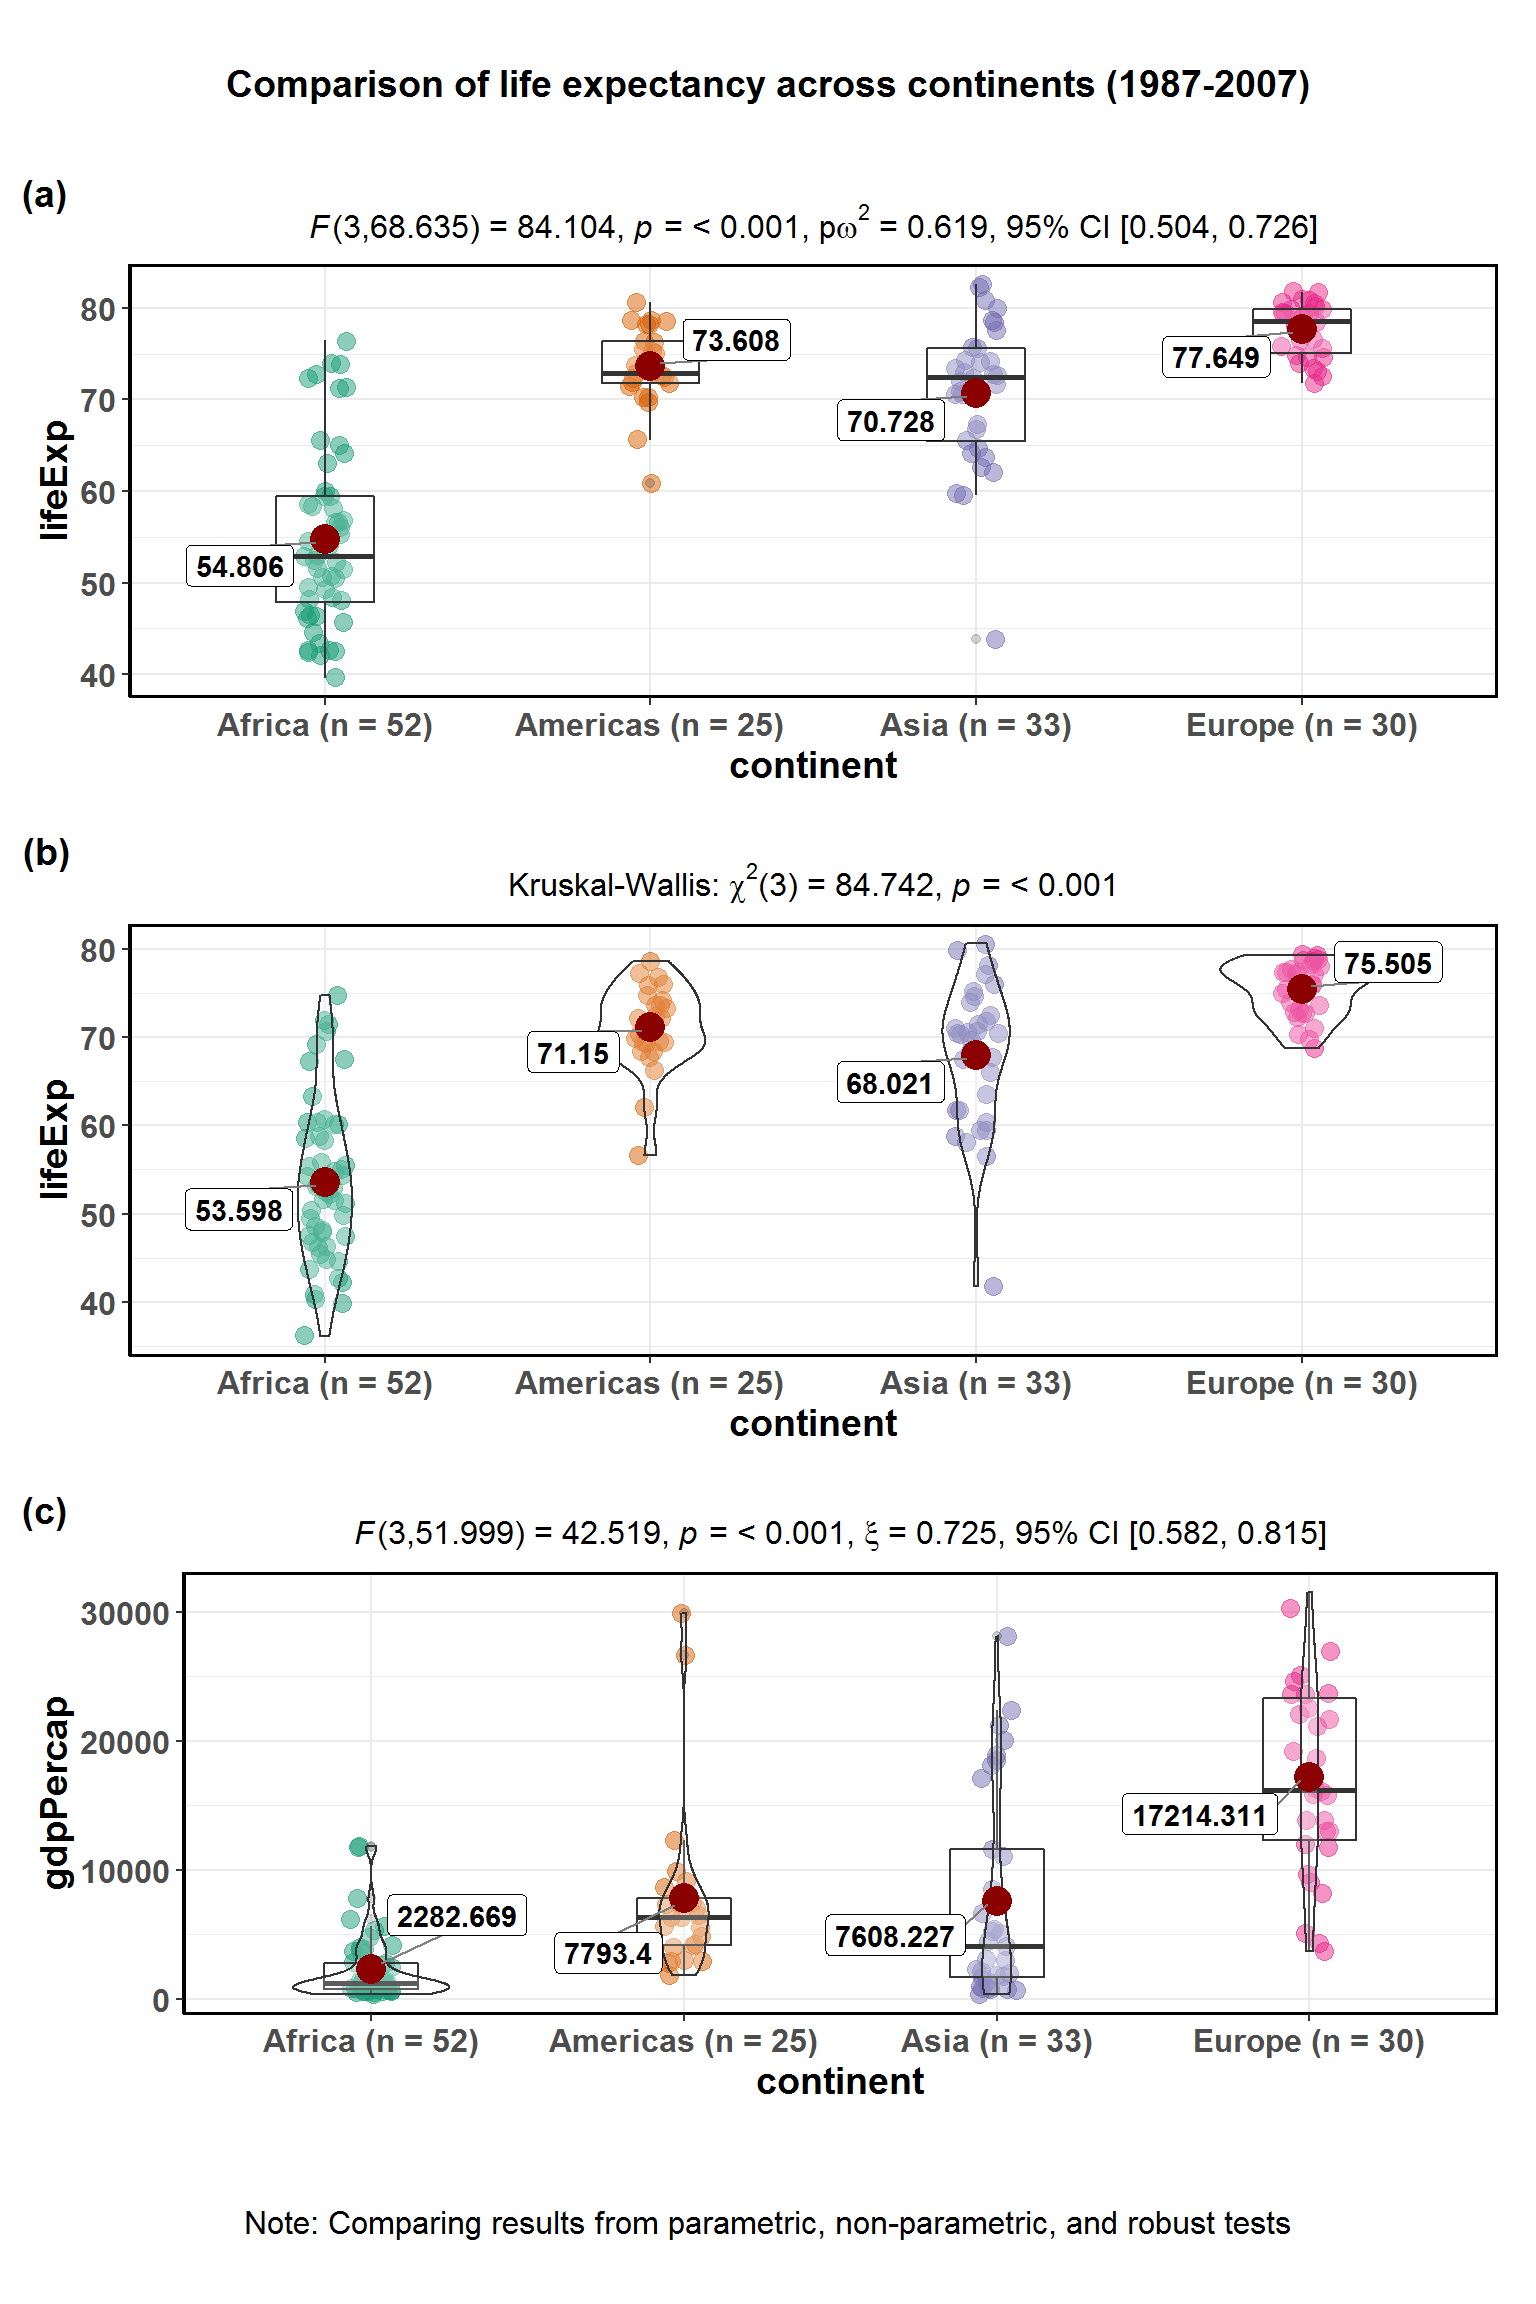 Comparison of life expectancy across continents (1987-2007)
(a)
F(3,68.635) = 84.104, p = < 0.001, pω² = 0.619, 95% CI [0.504, 0.726]
lifeExp
80
70
60
50
40
54.806
73.608
70.728
77.649
Africa (n = 52) Americas (n = 25) Asia (n = 33) Europe (n = 30)
continent
(b)
Kruskal-Wallis: χ²(3) = 84.742, p = < 0.001
lifeExp
80
70
60
50
40
53.598
71.15
68.021
75.505
Africa (n = 52) Americas (n = 25) Asia (n = 33) Europe (n = 30)
continent
(c)
F(3,51.999) = 42.519, p = < 0.001, ξ = 0.725, 95% CI [0.582, 0.815]
gdpPercap
30000
20000
10000
0
2282.669
7793.4
7608.227
17214.311
Africa (n = 52) Americas (n = 25) Asia (n = 33) Europe (n = 30)
continent
Note: Comparing results from parametric, non-parametric, and robust tests